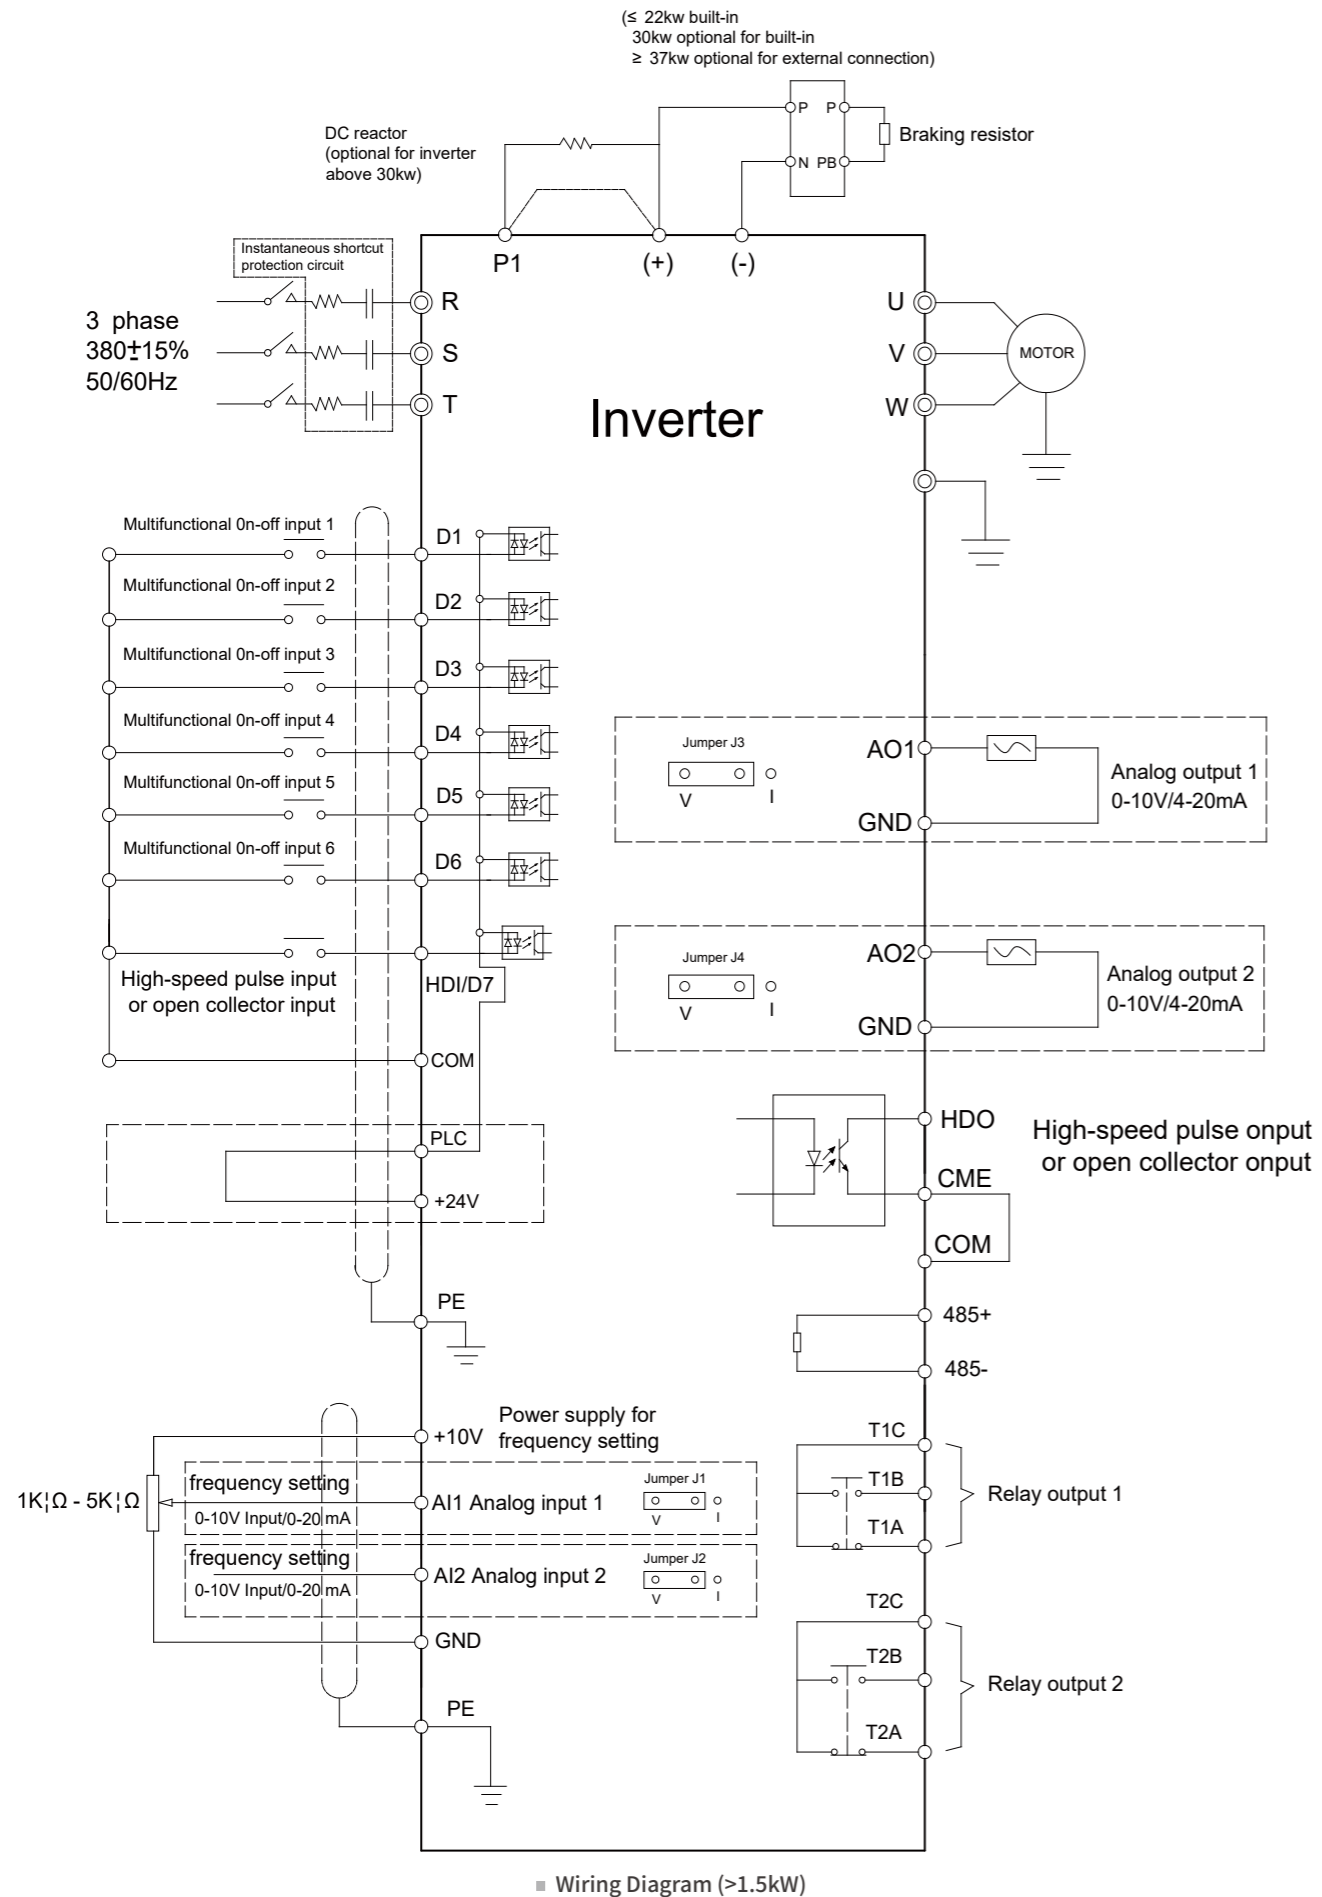 (≤ 22kw built-in
30kw optional for built-in
≥ 37kw optional for external connection)
DC reactor
(optional for inverter
above 30kw)
P P
N PB
Braking resistor
P1 (+) (-)
Instantaneous shortcut
protection circuit
3 phase
380±15%
50/60Hz
R
S
T
Inverter
U
V
W
MOTOR
Multifunctional 0n-off input 1
D1
Multifunctional 0n-off input 2
D2
Multifunctional 0n-off input 3
D3
Multifunctional 0n-off input 4
D4
Multifunctional 0n-off input 5
D5
Multifunctional 0n-off input 6
D6
High-speed pulse input
or open collector input
HDI/D7
COM
PLC
+24V
PE
Jumper J3
V I
AO1
GND
Analog output 1
0-10V/4-20mA
Jumper J4
V I
AO2
GND
Analog output 2
0-10V/4-20mA
HDO
CME
COM
High-speed pulse onput
or open collector onput
485+
485-
+10V
Power supply for
frequency setting
1K¦Ω - 5K¦Ω
frequency setting
0-10V Input/0-20 mA
AI1 Analog input 1
Jumper J1
V I
frequency setting
0-10V Input/0-20 mA
AI2 Analog input 2
Jumper J2
V I
GND
PE
T1C
T1B
T1A
Relay output 1
T2C
T2B
T2A
Relay output 2
Wiring Diagram (>1.5kW)